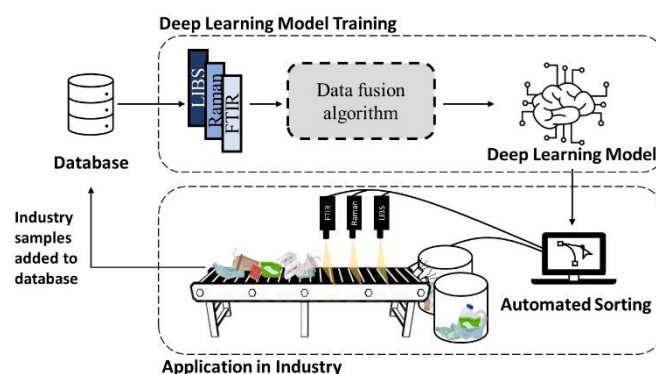 Deep Learning Model Training
LIBS
Raman
FTIR
Data fusion
algorithm
Database
Deep Learning Model
Industry
samples
added to
database
FTIR
Raman
LIBS
Automated Sorting
Application in Industry